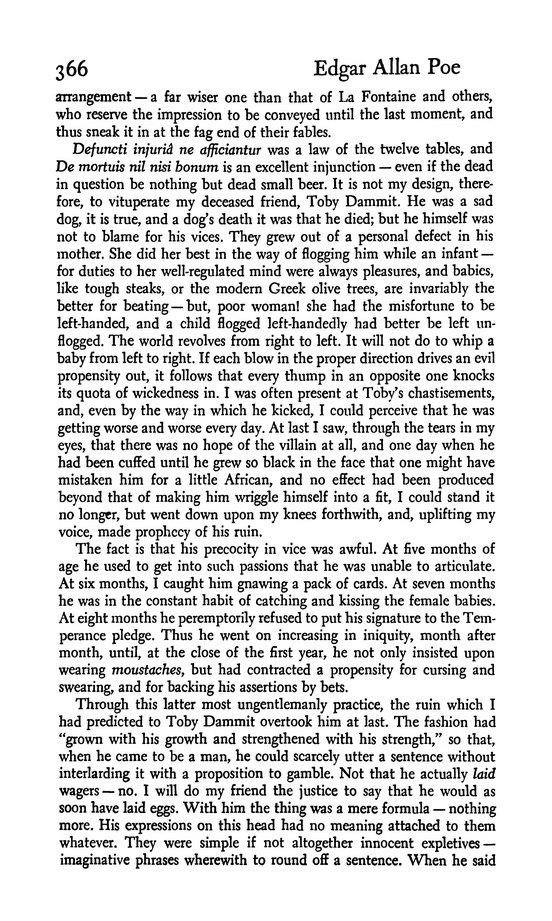 366 Edgar Allan Poe
arrangement — a far wiser one than that of La Fontaine and others,
who reserve the impression to be conveyed until the last moment, and
thus sneak it in at the fag end of their fables.
Defuncti injuriâ ne afficiantur was a law of the twelve tables, and
De mortuis nil nisi bonum is an excellent injunction — even if the dead
in question be nothing but dead small beer. It is not my design, there-
fore, to vituperate my deceased friend, Toby Dammit. He was a sad
dog, it is true, and a dog's death it was that he died; but he himself was
not to blame for his vices. They grew out of a personal defect in his
mother. She did her best in the way of flogging him while an infant —
for duties to her well-regulated mind were always pleasures, and babies,
like tough steaks, or the modern Greek olive trees, are invariably the
better for beating — but, poor woman! she had the misfortune to be
left-handed, and a child flogged left-handedly had better be left un-
flogged. The world revolves from right to left. It will not do to whip a
baby from left to right. If each blow in the proper direction drives an evil
propensity out, it follows that every thump in an opposite one knocks
its quota of wickedness in. I was often present at Toby's chastisements,
and, even by the way in which he kicked, I could perceive that he was
getting worse and worse every day. At last I saw, through the tears in my
eyes, that there was no hope of the villain at all, and one day when he
had been cuffed until he grew so black in the face that one might have
mistaken him for a little African, and no effect had been produced
beyond that of making him wriggle himself into a fit, I could stand it
no longer, but went down upon my knees forthwith, and, uplifting my
voice, made prophecy of his ruin.
The fact is that his precocity in vice was awful. At five months of
age he used to get into such passions that he was unable to articulate.
At six months, I caught him gnawing a pack of cards. At seven months
he was in the constant habit of catching and kissing the female babies.
At eight months he peremptorily refused to put his signature to the Tem-
perance pledge. Thus he went on increasing in iniquity, month after
month, until, at the close of the first year, he not only insisted upon
wearing moustaches, but had contracted a propensity for cursing and
swearing, and for backing his assertions by bets.
Through this latter most ungentlemanly practice, the ruin which I
had predicted to Toby Dammit overtook him at last. The fashion had
"grown with his growth and strengthened with his strength," so that,
when he came to be a man, he could scarcely utter a sentence without
interlarding it with a proposition to gamble. Not that he actually laid
wagers — no. I will do my friend the justice to say that he would as
soon have laid eggs. With him the thing was a mere formula — nothing
more. His expressions on this head had no meaning attached to them
whatever. They were simple if not altogether innocent expletives —
imaginative phrases wherewith to round off a sentence. When he said